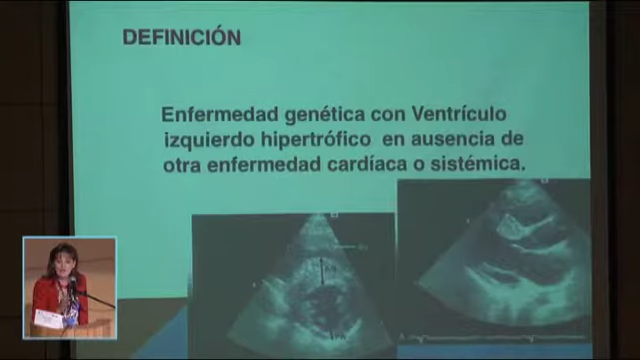 DEFINICIÓN
Enfermedad genética con Ventrículo
izquierdo hipertrófico en ausencia de
otra enfermedad cardíaca o sistémica.